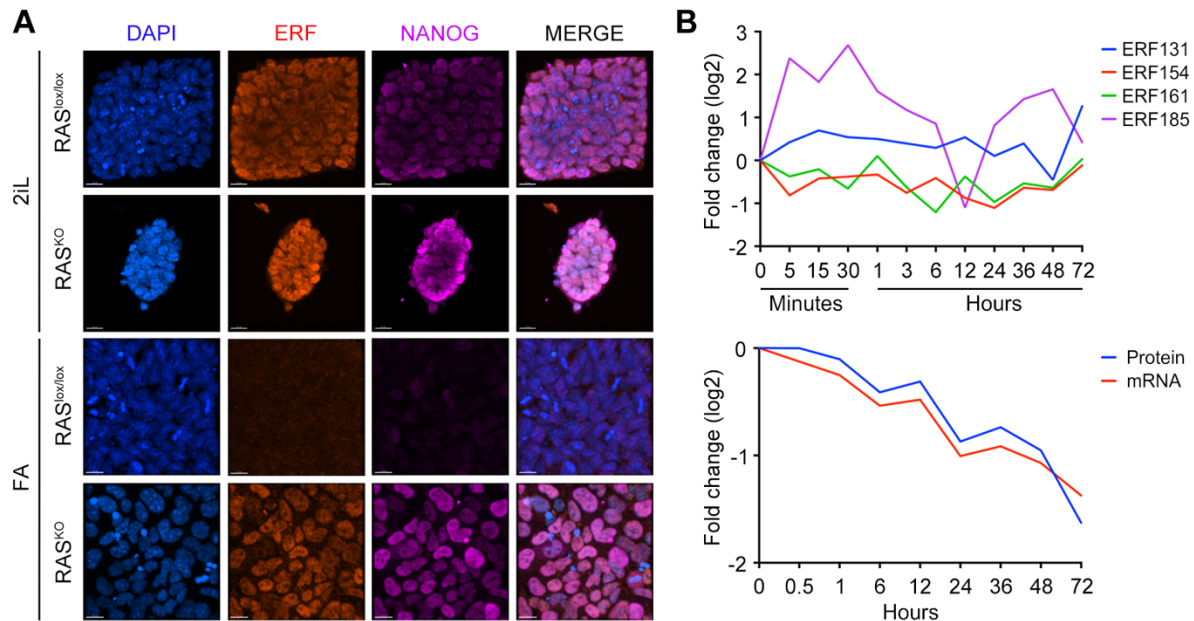 A
DAPI
ERF
NANOG
MERGE
2iL
RASlox/lox
RASKO
FA
RASlox/lox
RASKO
B
Fold change (log2)
3
2
1
0
-1
-2
0
5
15
30
1
3
6
12
24
36
48
72
Minutes
Hours
ERF131
ERF154
ERF161
ERF185
Fold change (log2)
0
-1
-2
0
0.5
1
6
12
24
36
48
72
Hours
Protein
mRNA